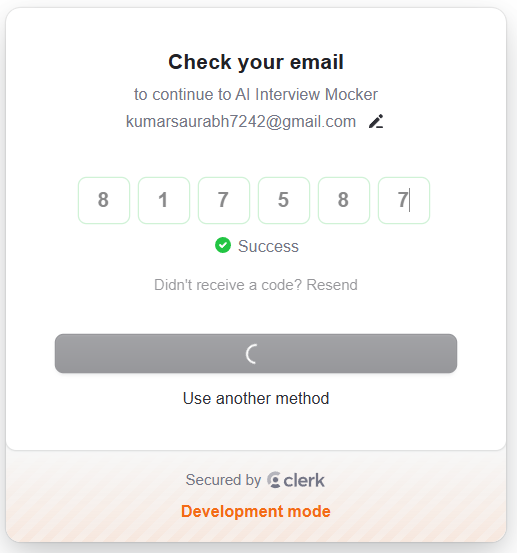 Check your email
to continue to AI Interview Mocker
kumarsaurabh7242@gmail.com
8 1 7 5 8 7
Success
Didn't receive a code? Resend
Use another method
Secured by clerk
Development mode